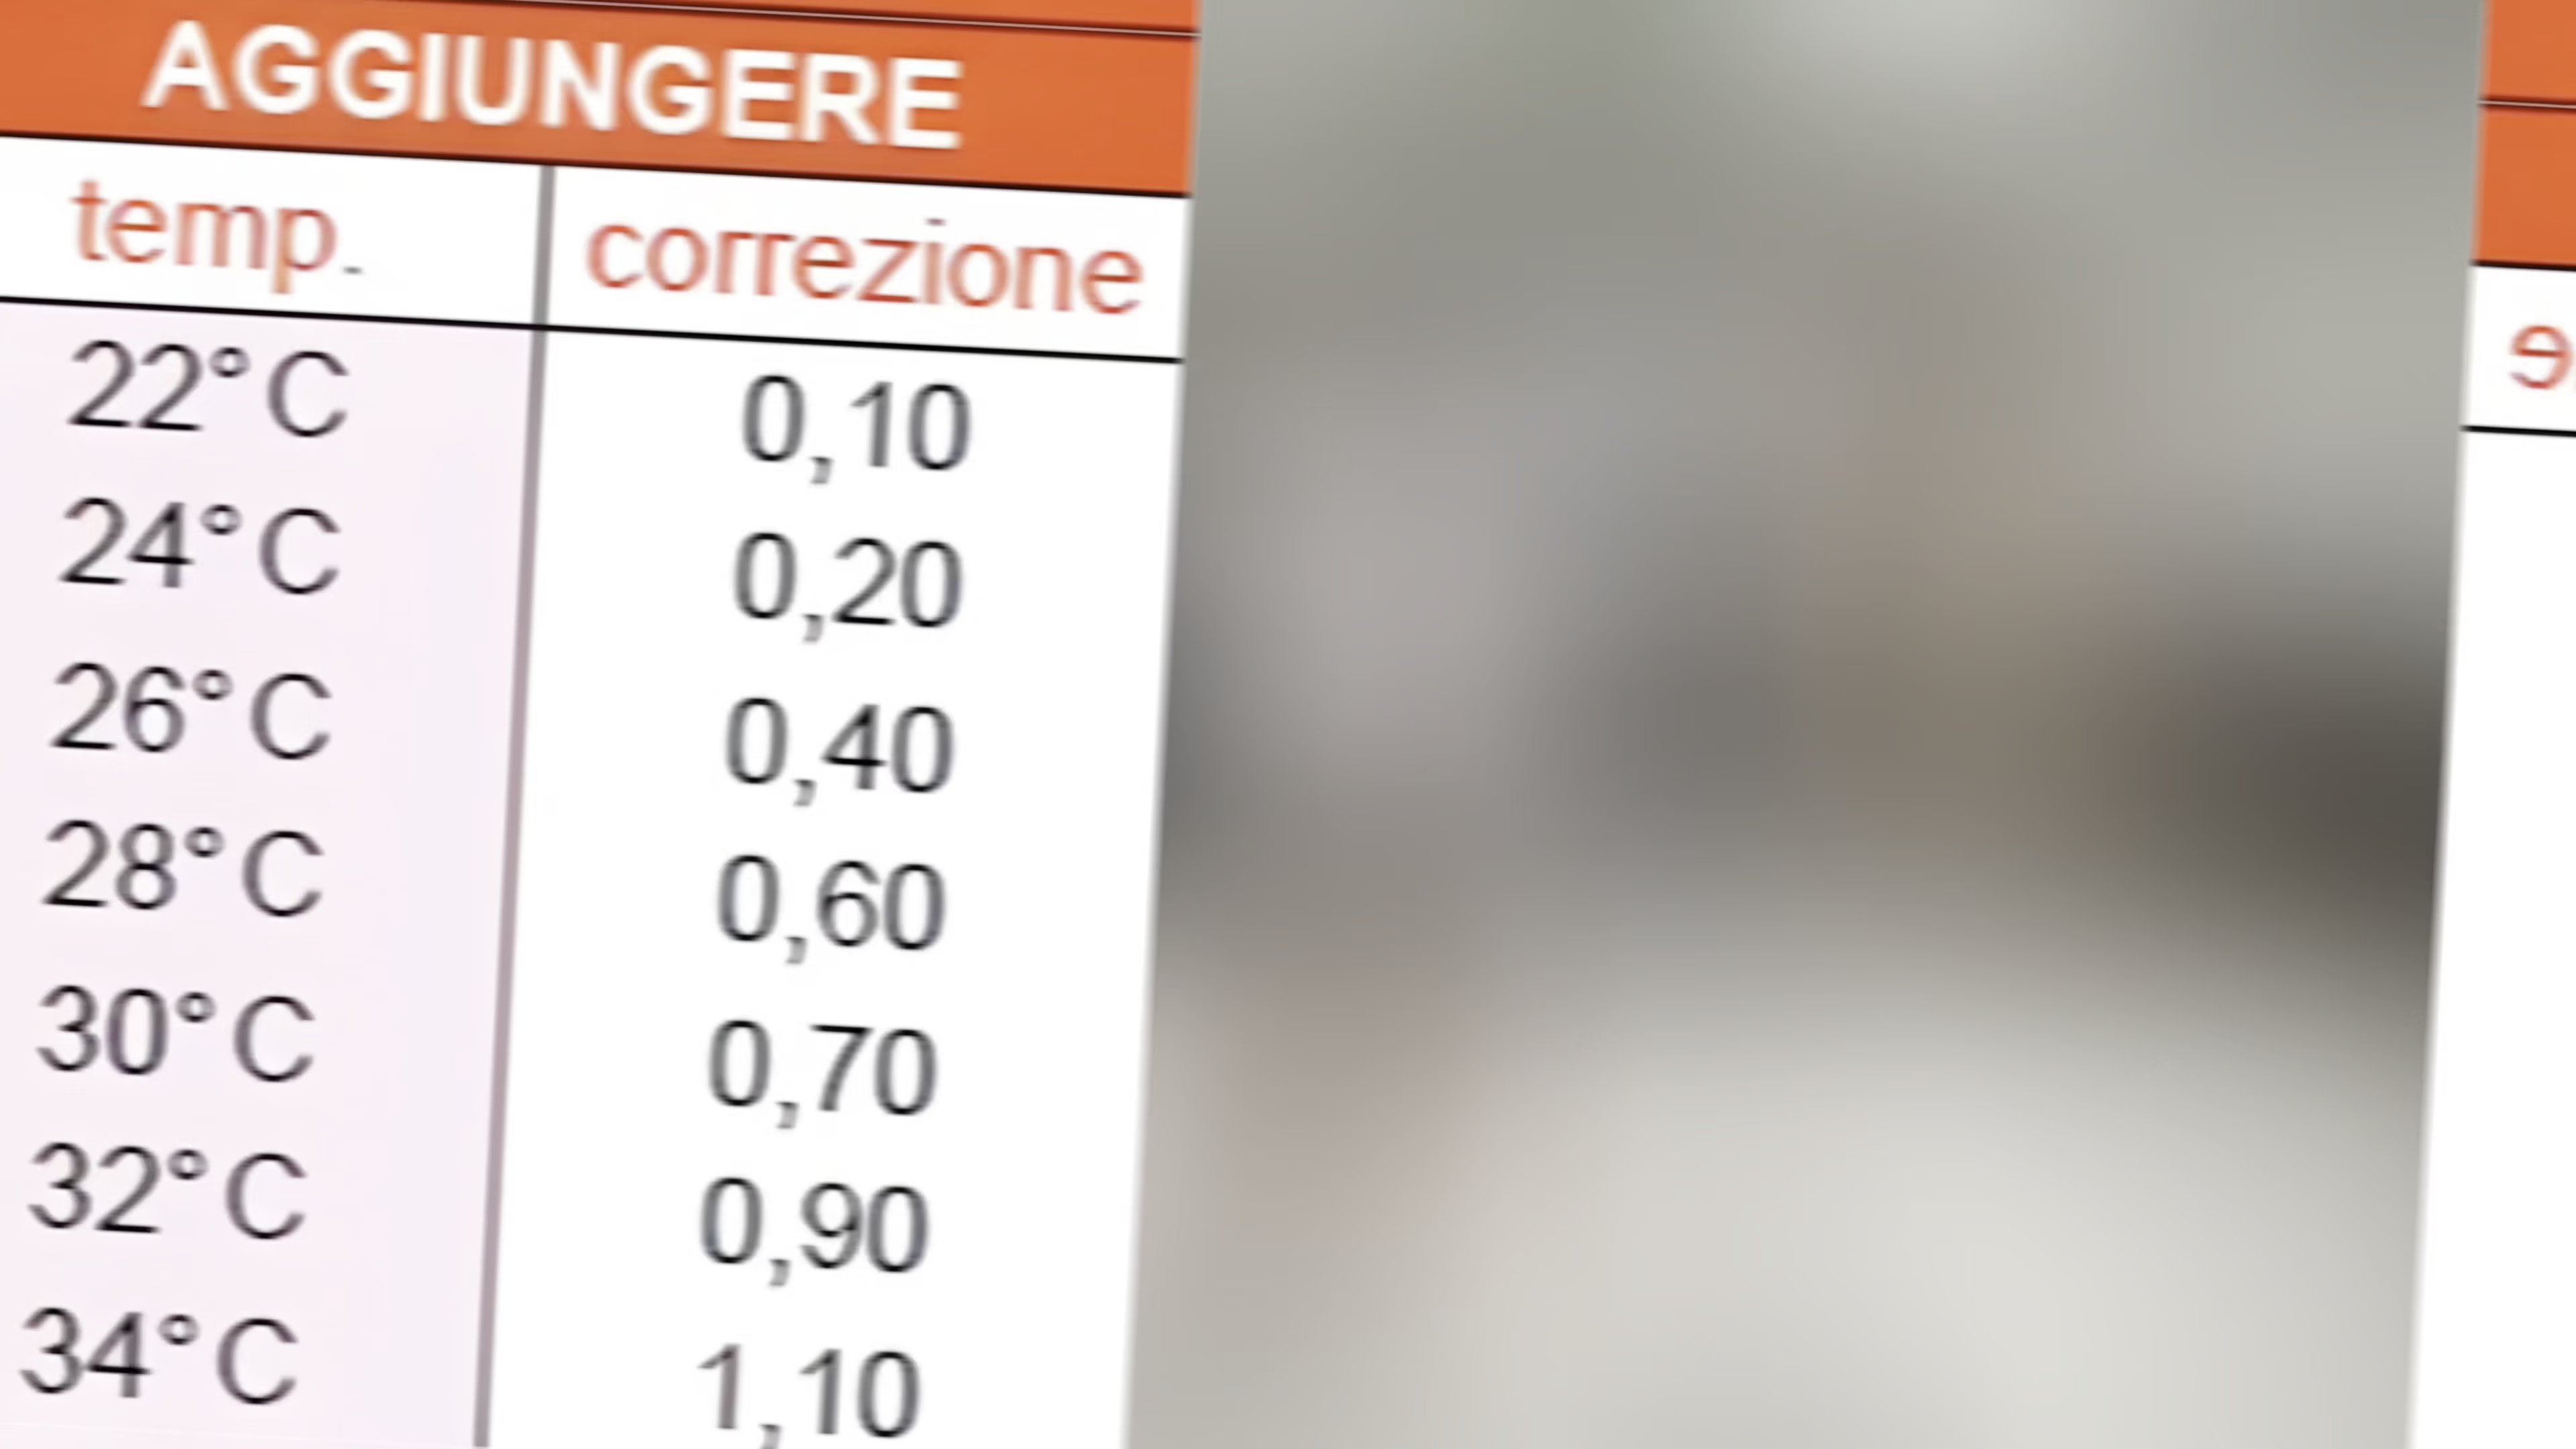 AGGIUNGERE
temp. correzione
22°C 0,10
24°C 0,20
26°C 0,40
28°C 0,60
30°C 0,70
32°C 0,90
34°C 1,10